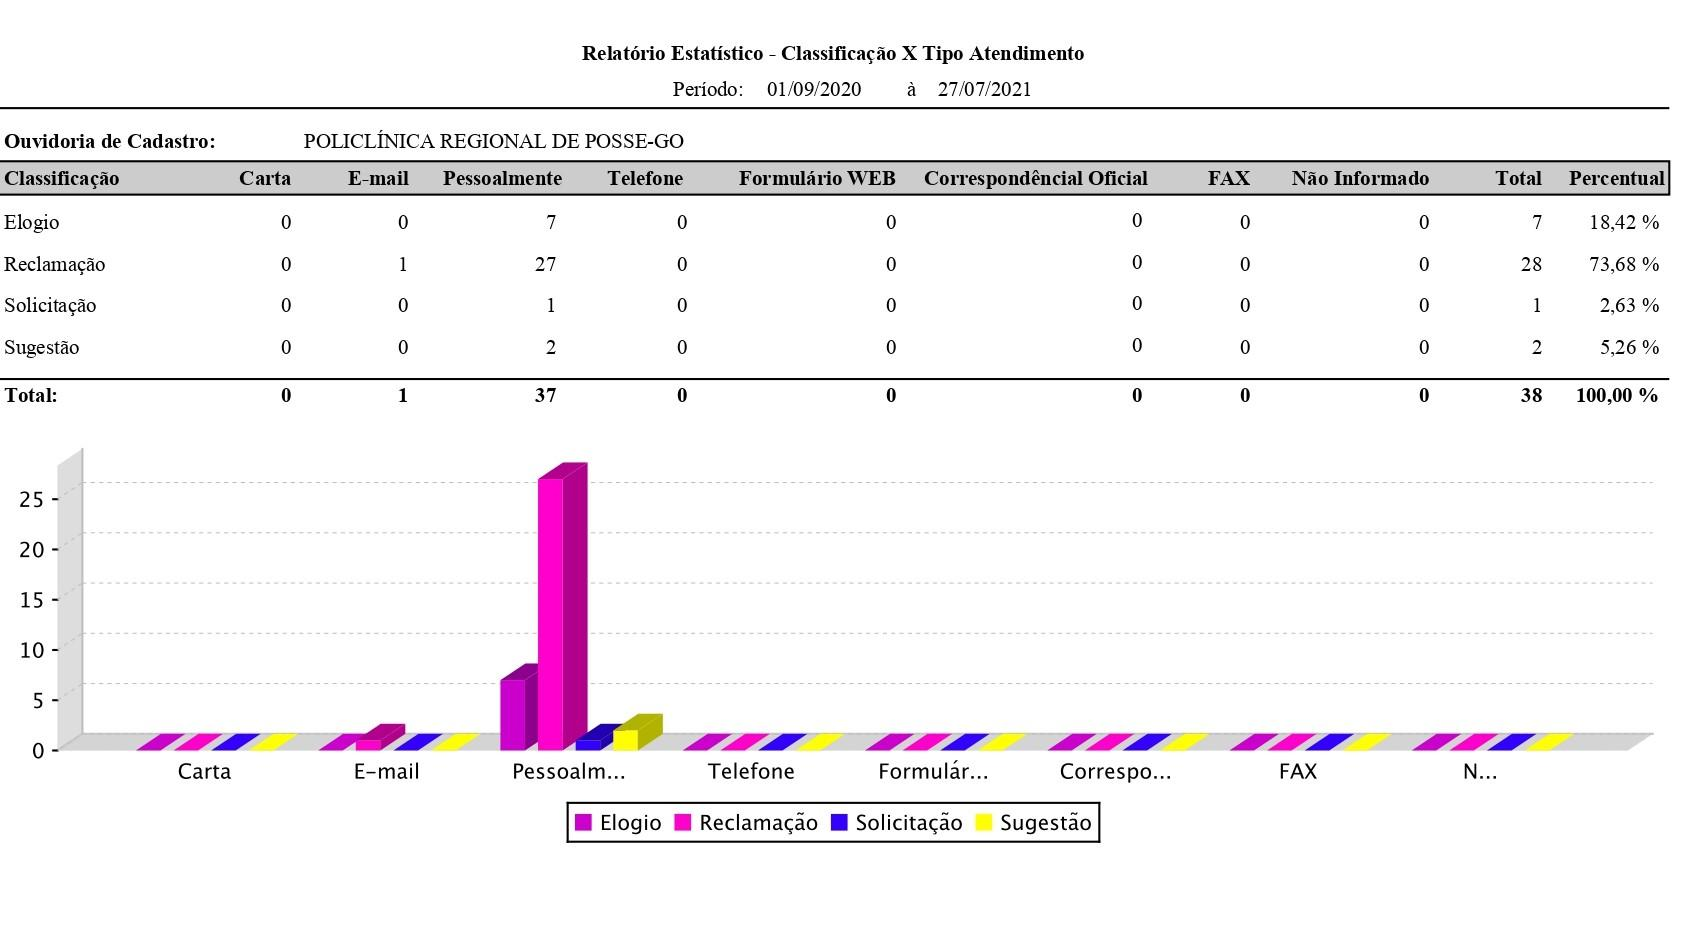 Relatório Estatístico - Classificação X Tipo Atendimento
Período: 01/09/2020 à 27/07/2021
Ouvidoria de Cadastro: POLICLÍNICA REGIONAL DE POSSE-GO
Classificação Carta E-mail Pessoalmente Telefone Formulário WEB Correspondêncial Oficial FAX Não Informado Total Percentual
Elogio 0 0 7 0 0 0 0 0 7 18,42 %
Reclamação 0 1 27 0 0 0 0 0 28 73,68 %
Solicitação 0 0 1 0 0 0 0 0 1 2,63 %
Sugestão 0 0 2 0 0 0 0 0 2 5,26 %
Total: 0 1 37 0 0 0 0 0 38 100,00 %
25
20
15
10
5
0
Carta E-mail Pessoalm... Telefone Formulár... Correspo... FAX N...
Elogio Reclamação Solicitação Sugestão